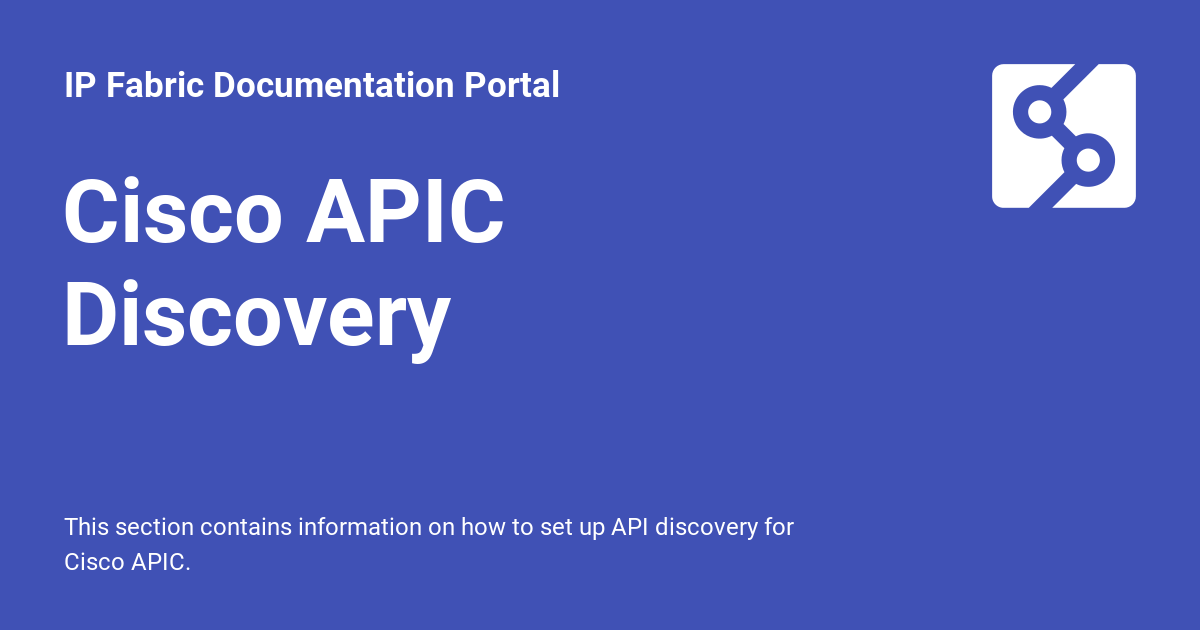 IP Fabric Documentation Portal
Cisco APIC
Discovery
This section contains information on how to set up API discovery for
Cisco APIC.